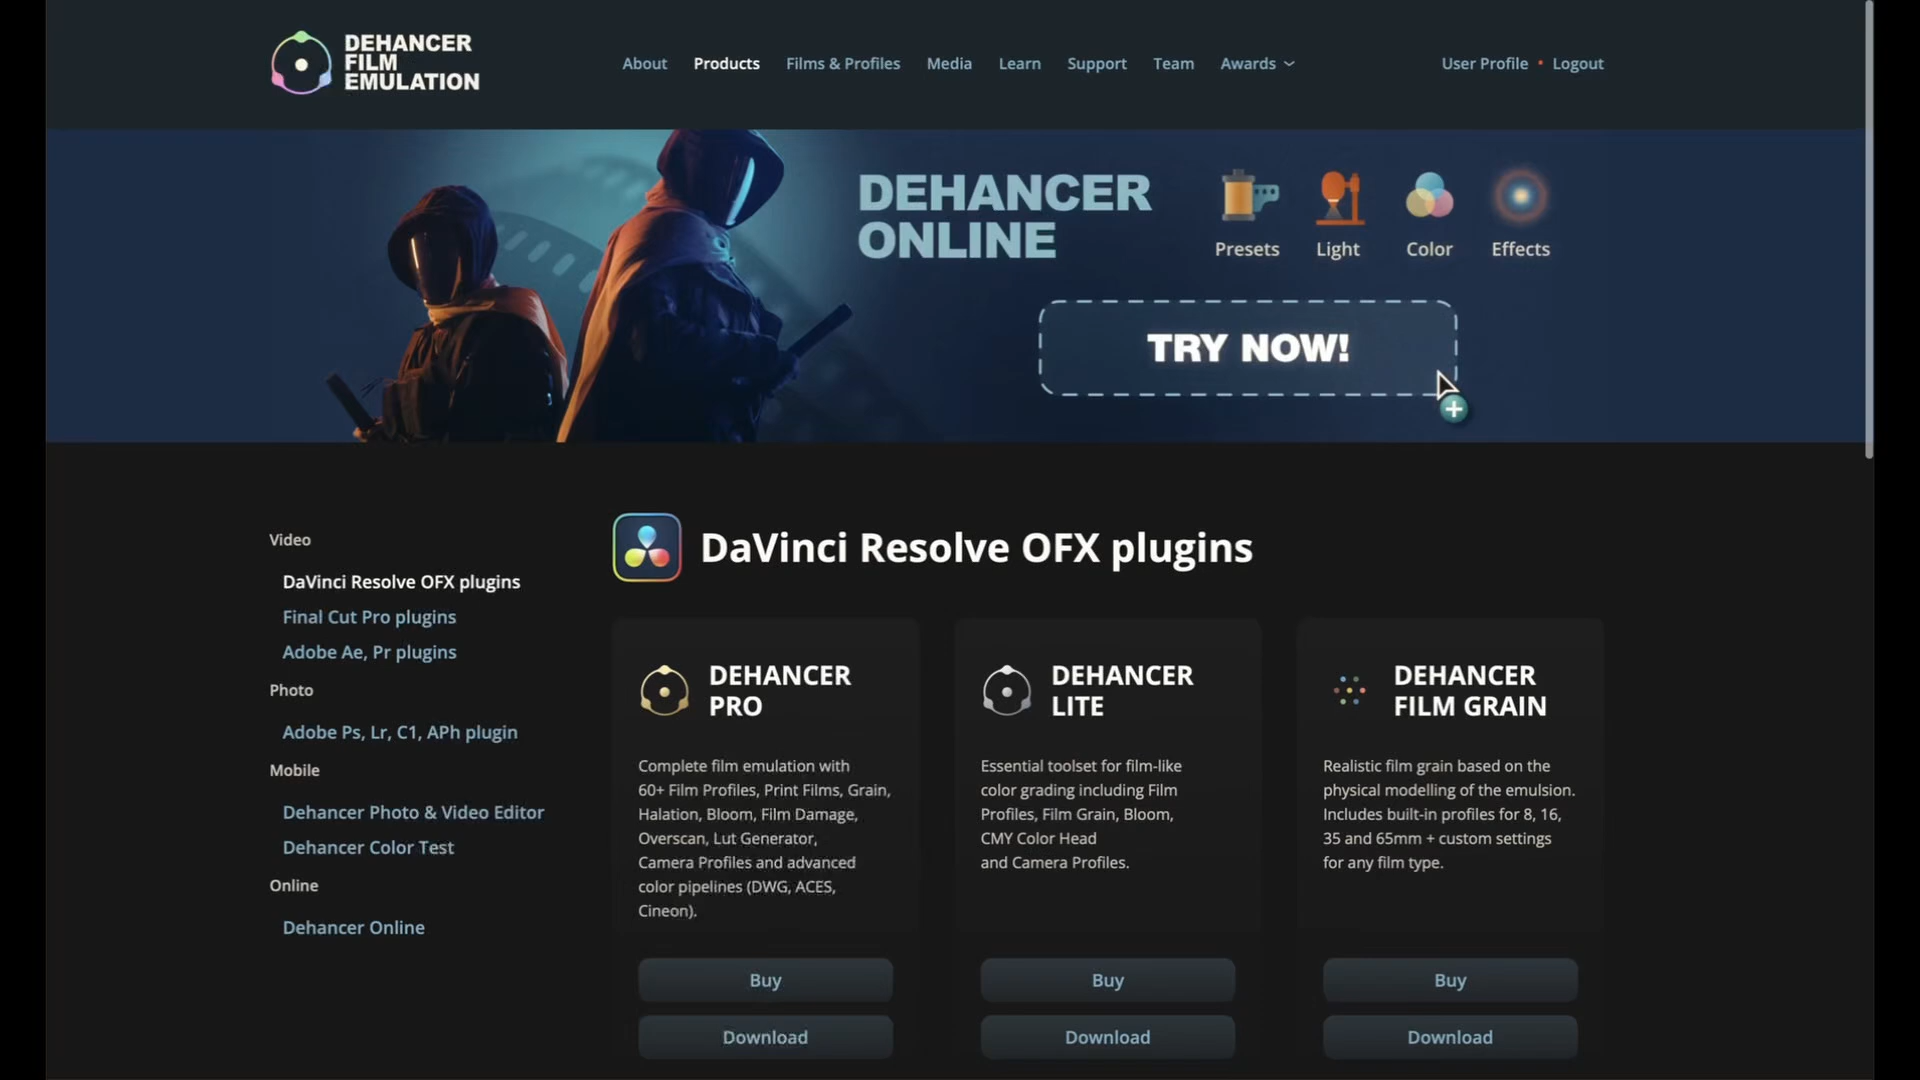 DEHANCER
FILM
EMULATION
About
Products
Films & Profiles
Media
Learn
Support
Team
Awards
User Profile • Logout
DEHANCER
ONLINE
Presets
Light
Color
Effects
TRY NOW!
Video
DaVinci Resolve OFX plugins
Final Cut Pro plugins
Adobe Ae, Pr plugins
Photo
Adobe Ps, Lr, C1, APh plugin
Mobile
Dehancer Photo & Video Editor
Dehancer Color Test
Online
Dehancer Online
DaVinci Resolve OFX plugins
DEHANCER
PRO
Complete film emulation with
60+ Film Profiles, Print Films, Grain,
Halation, Bloom, Film Damage,
Overscan, Lut Generator,
Camera Profiles and advanced
color pipelines (DWG, ACES,
Cineon).
Buy
Download
DEHANCER
LITE
Essential toolset for film-like
color grading including Film
Profiles, Film Grain, Bloom,
CMY Color Head
and Camera Profiles.
Buy
Download
DEHANCER
FILM GRAIN
Realistic film grain based on the
physical modelling of the emulsion.
Includes built-in profiles for 8, 16,
35 and 65mm + custom settings
for any film type.
Buy
Download